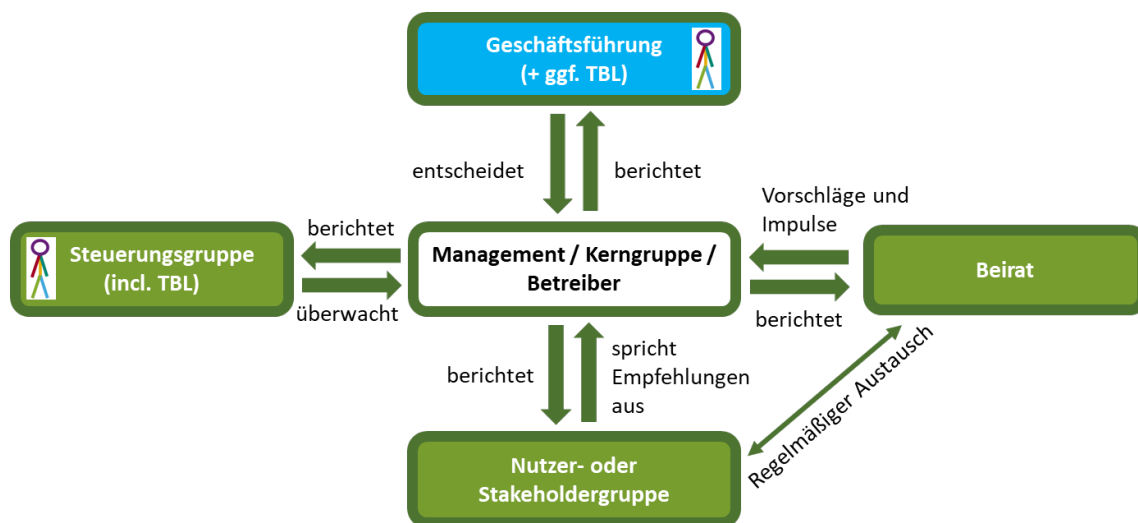 Geschäftsführung
(+ ggf. TBL)
entscheidet
berichtet
Vorschläge und
Impulse
berichtet
Steuerungsgruppe
(incl. TBL)
Management / Kerngruppe /
Betreiber
Beirat
überwacht
berichtet
berichtet
spricht
Empfehlungen
aus
Regelmäßiger Austausch
Nutzer- oder
Stakeholdergruppe